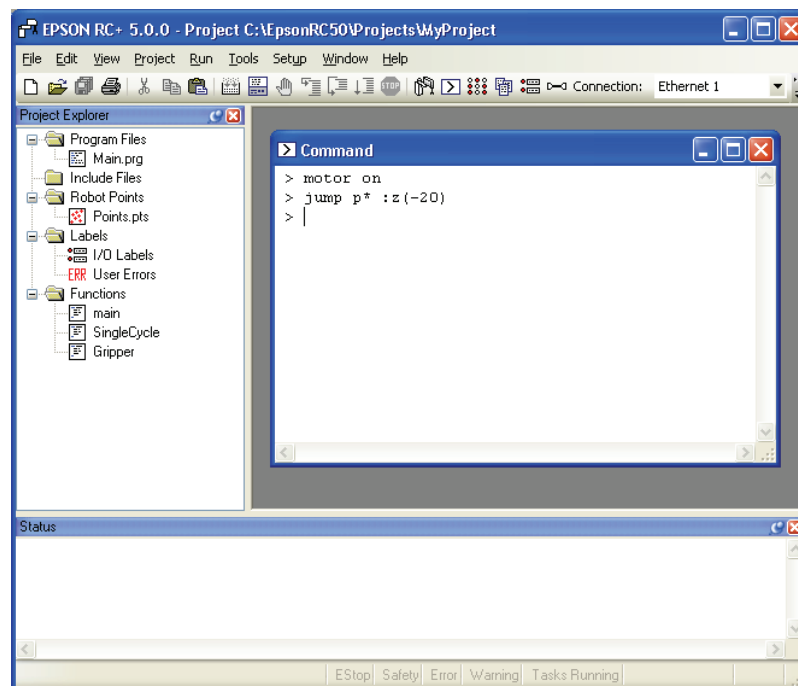 EPSON RC+ 5.0.0 - Project C:\EpsonRC50\Projects\MyProject
File Edit View Project Run Tools Setup Window Help
STOP Connection: Ethernet 1
Project Explorer
Program Files
Main.prg
Include Files
Robot Points
Points.pts
Labels
I/O Labels
ERR User Errors
Functions
main
SingleCycle
Gripper
Command
> motor on
> jump p* :z(-20)
>
Status
EStop Safety Error Warning Tasks Running